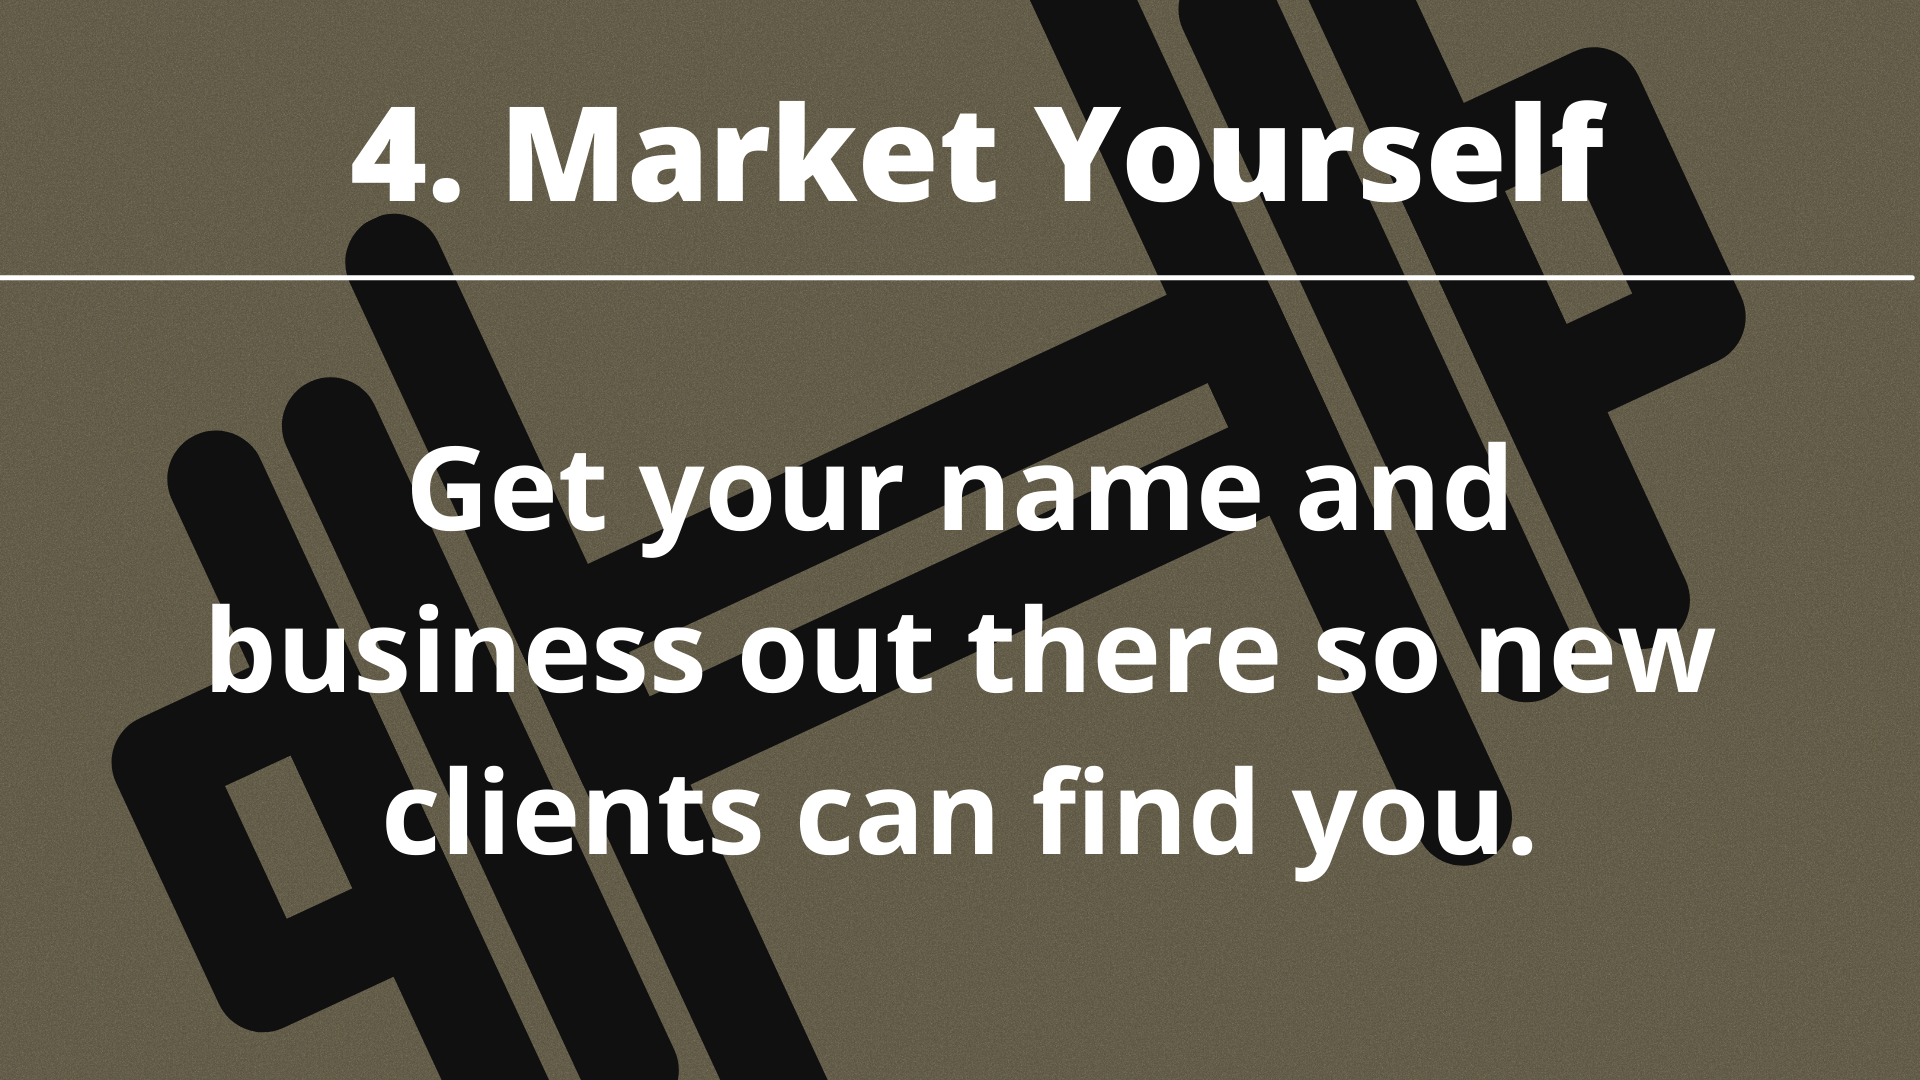 4. Market Yourself
Get your name and
business out there so new
clients can find you.